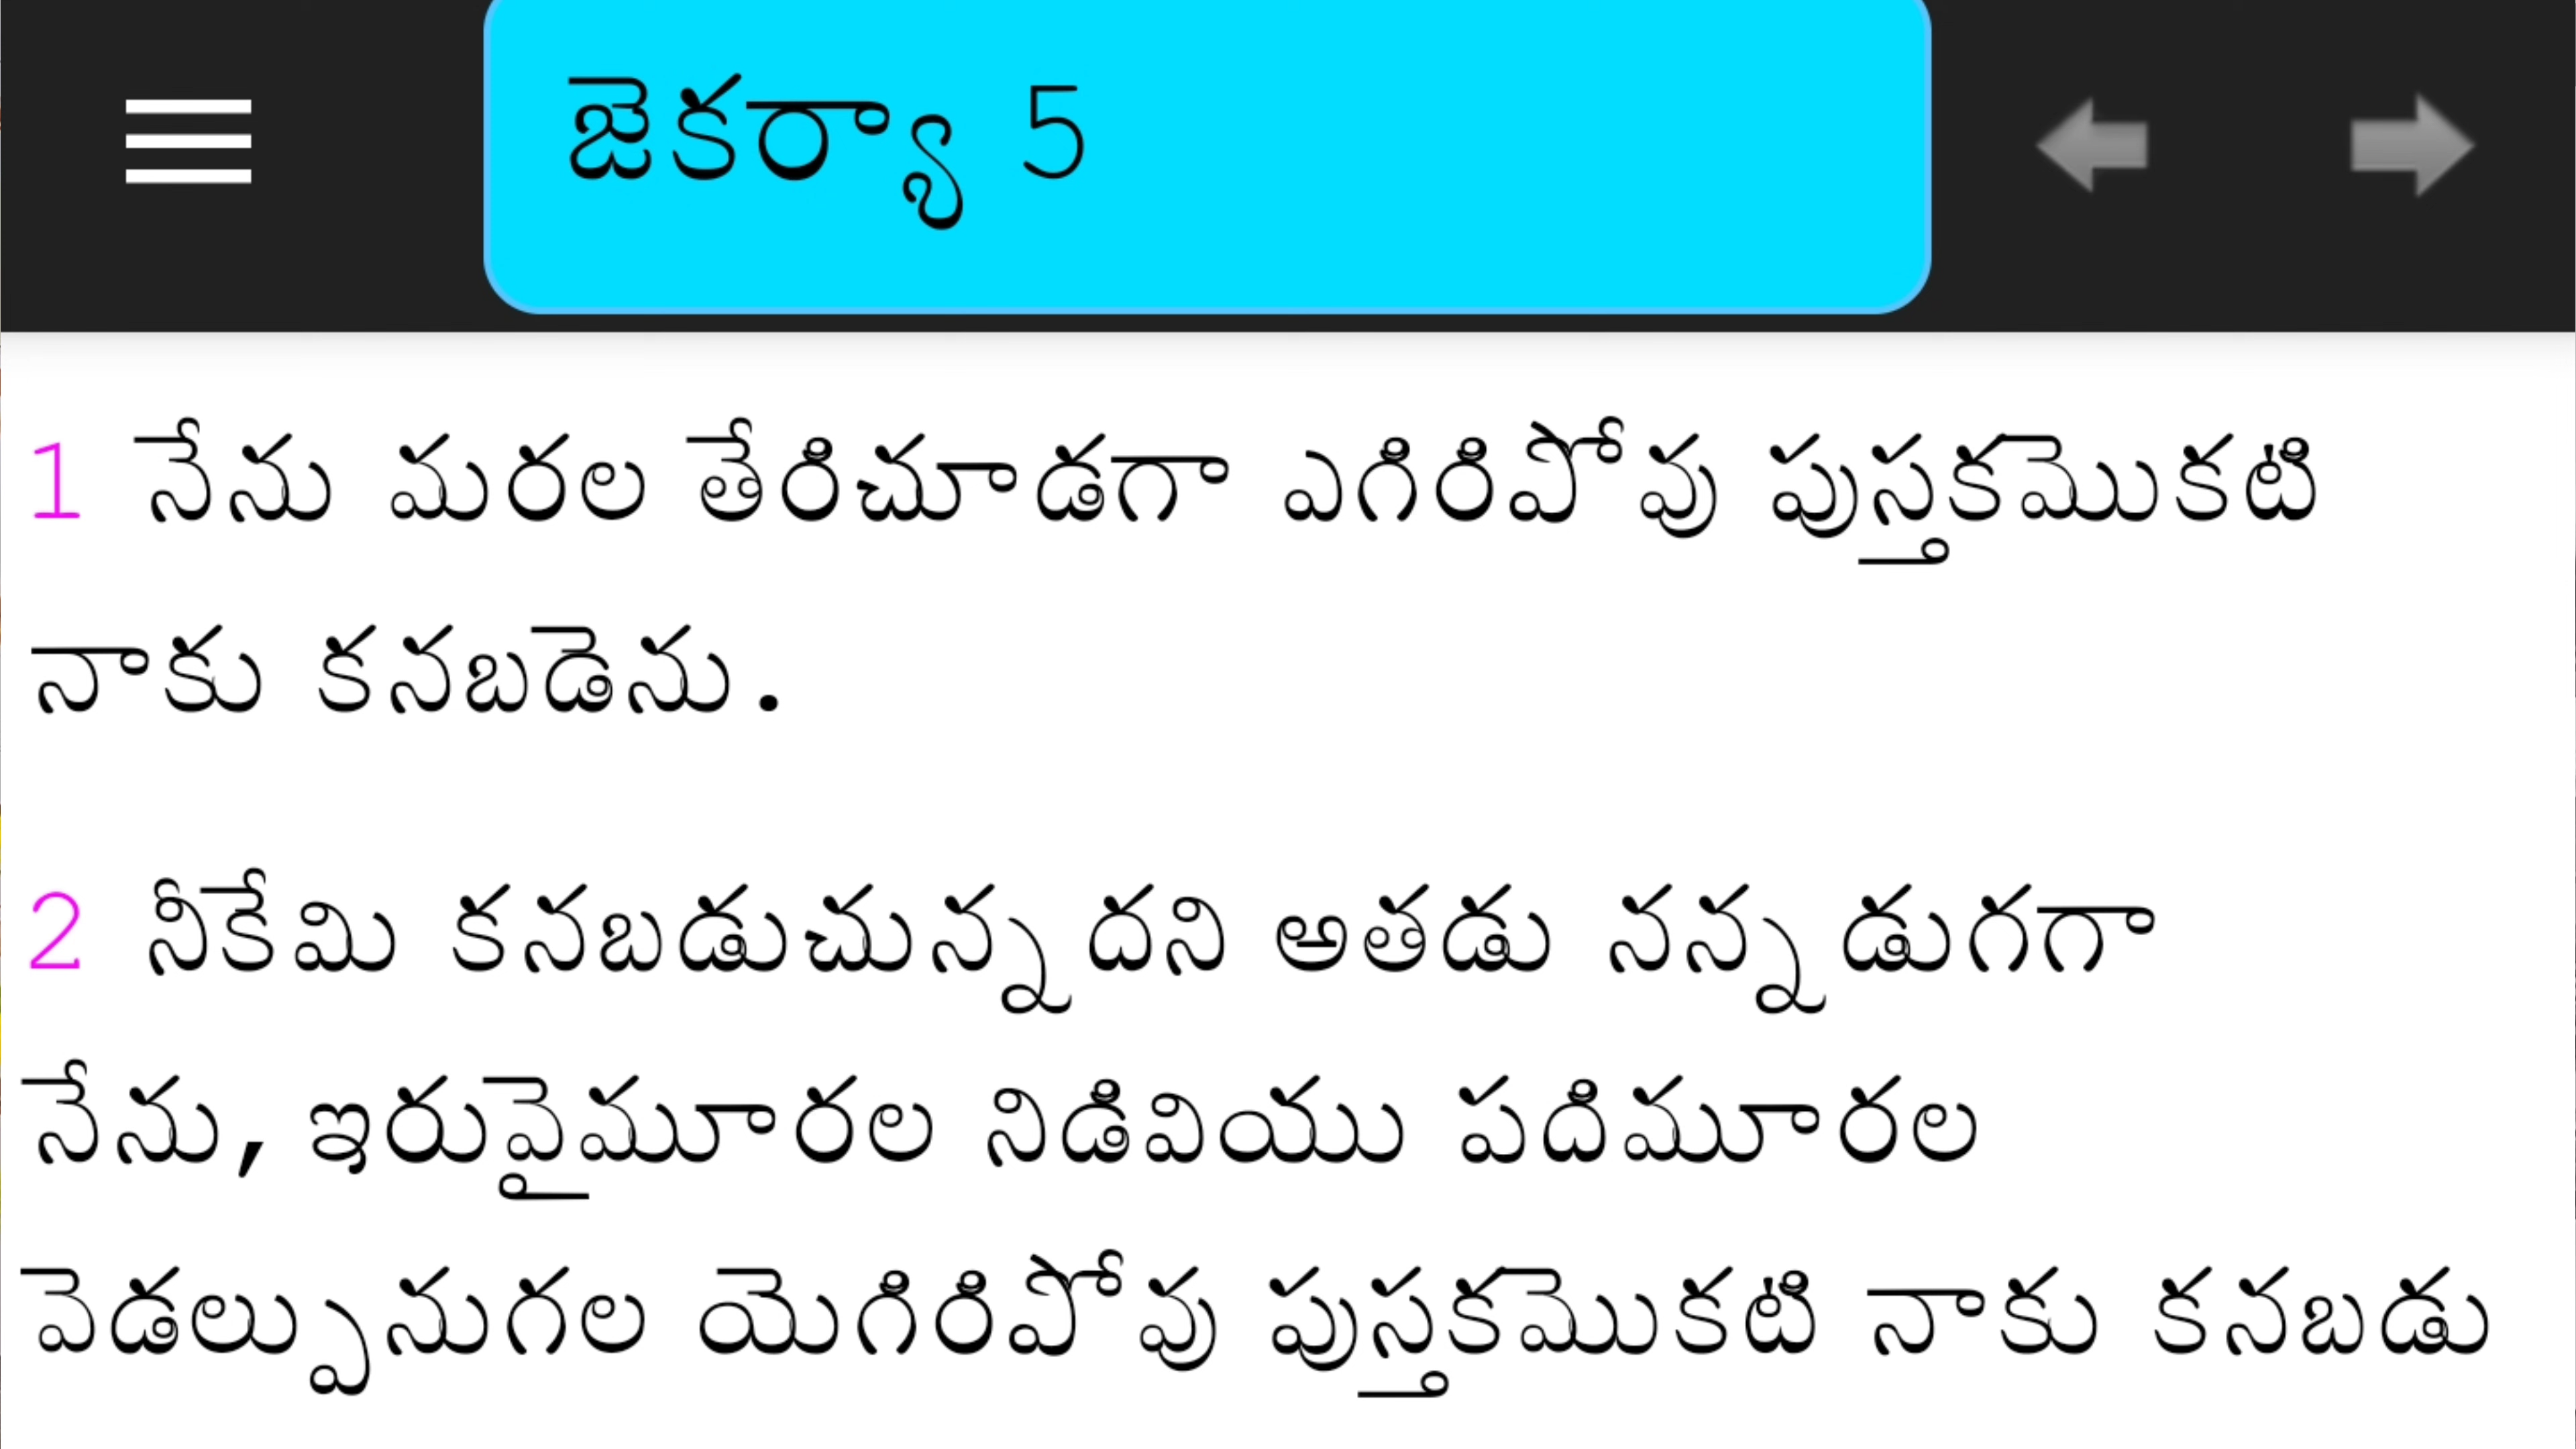 జెకర్యా 5
1 నేను మరల తేరిచూడగా ఎగిరిపోవు పుస్తకమొకటి
నాకు కనబడెను.
2 నీకేమి కనబడుచున్నదని అతడు నన్నడుగగా
నేను, ఇరువైమూరల నిడివియు పదిమూరల
వెడల్పునుగల యెగిరిపోవు పుస్తకమొకటి నాకు కనబడు